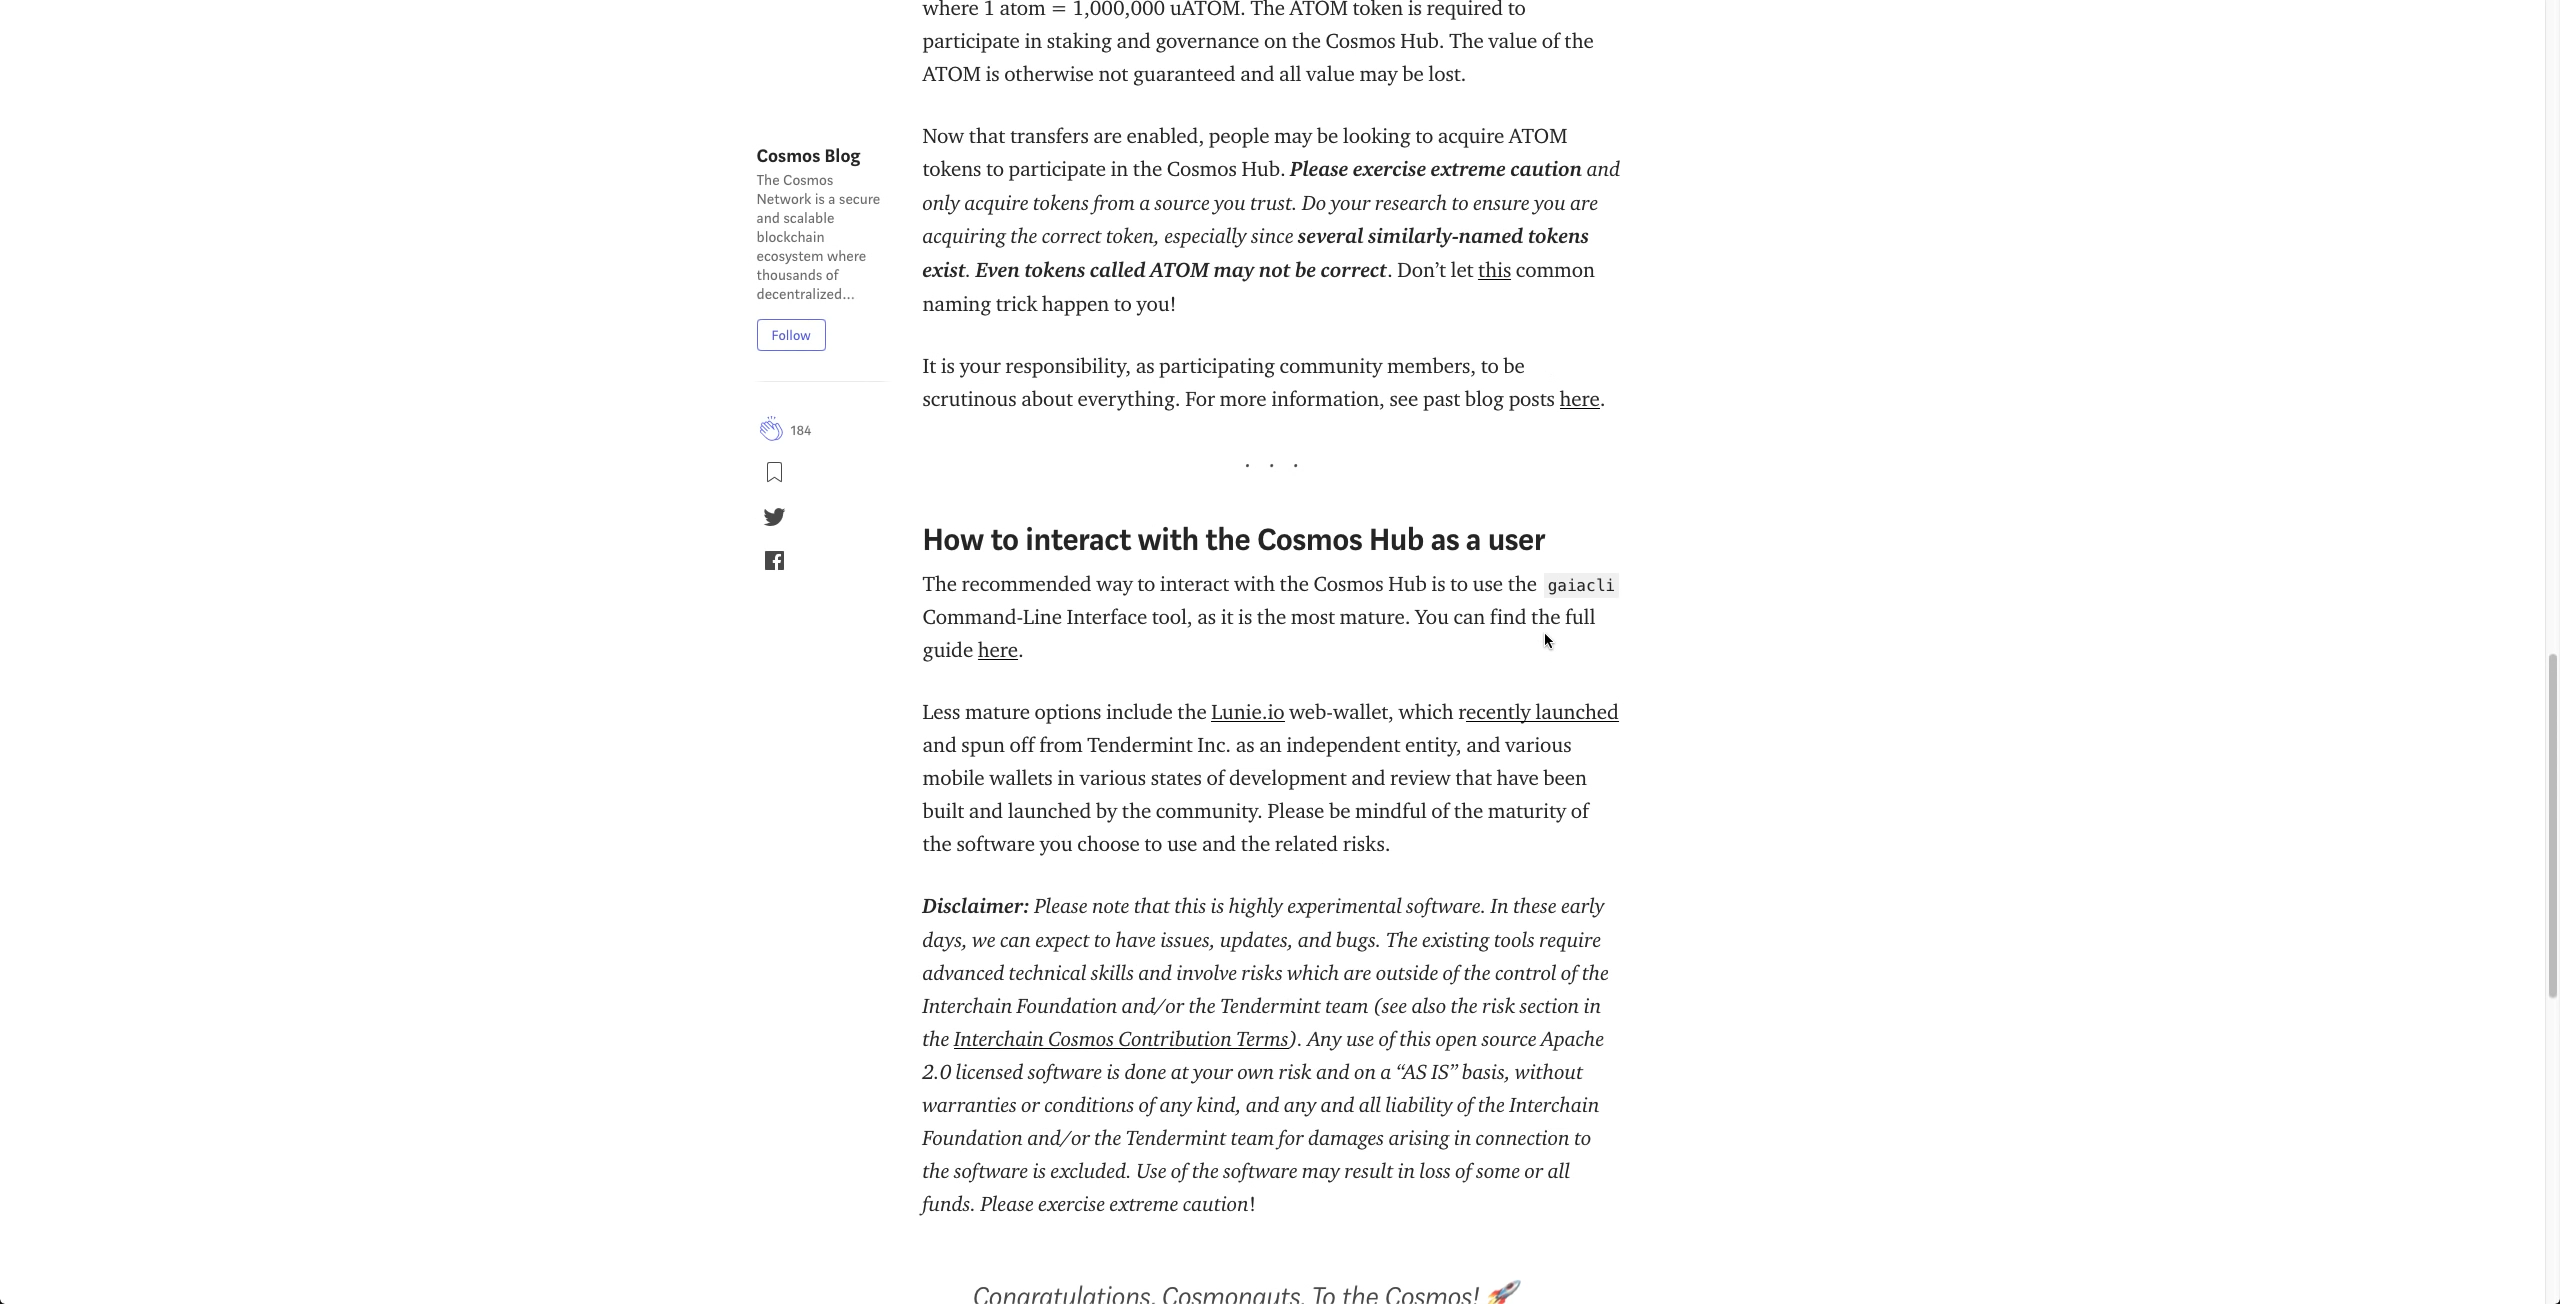 where 1 atom = 1,000,000 uATOM. The ATOM token is required to
participate in staking and governance on the Cosmos Hub. The value of the
ATOM is otherwise not guaranteed and all value may be lost.
Cosmos Blog
The Cosmos
Network is a secure
and scalable
blockchain
ecosystem where
thousands of
decentralized…
Follow
184
Now that transfers are enabled, people may be looking to acquire ATOM
tokens to participate in the Cosmos Hub. Please exercise extreme caution and
only acquire tokens from a source you trust. Do your research to ensure you are
acquiring the correct token, especially since several similarly-named tokens
exist. Even tokens called ATOM may not be correct. Don’t let this common
naming trick happen to you!
It is your responsibility, as participating community members, to be
scrutinous about everything. For more information, see past blog posts here.
. . .
How to interact with the Cosmos Hub as a user
The recommended way to interact with the Cosmos Hub is to use the gaiacli
Command-Line Interface tool, as it is the most mature. You can find the full
guide here.
Less mature options include the Lunie.io web-wallet, which recently launched
and spun off from Tendermint Inc. as an independent entity, and various
mobile wallets in various states of development and review that have been
built and launched by the community. Please be mindful of the maturity of
the software you choose to use and the related risks.
Disclaimer: Please note that this is highly experimental software. In these early
days, we can expect to have issues, updates, and bugs. The existing tools require
advanced technical skills and involve risks which are outside of the control of the
Interchain Foundation and/or the Tendermint team (see also the risk section in
the Interchain Cosmos Contribution Terms). Any use of this open source Apache
2.0 licensed software is done at your own risk and on a “AS IS” basis, without
warranties or conditions of any kind, and any and all liability of the Interchain
Foundation and/or the Tendermint team for damages arising in connection to
the software is excluded. Use of the software may result in loss of some or all
funds. Please exercise extreme caution!
Congratulations, Cosmonauts. To the Cosmos! 🚀